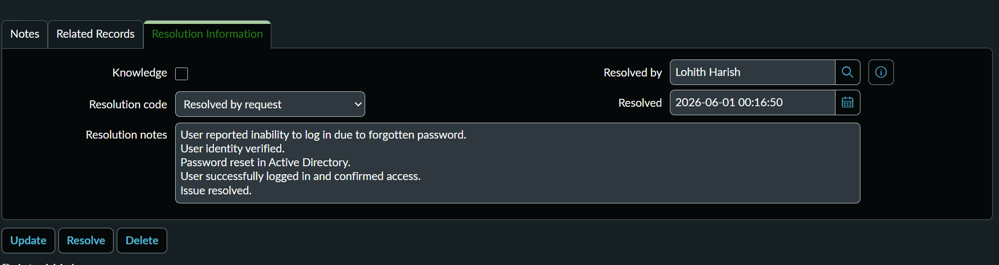 Notes
Related Records
Resolution Information
Knowledge
Resolved by
Lohith Harish
Resolution code
Resolved by request
Resolved
2026-06-01 00:16:50
Resolution notes
User reported inability to log in due to forgotten password.
User identity verified.
Password reset in Active Directory.
User successfully logged in and confirmed access.
Issue resolved.
Update
Resolve
Delete